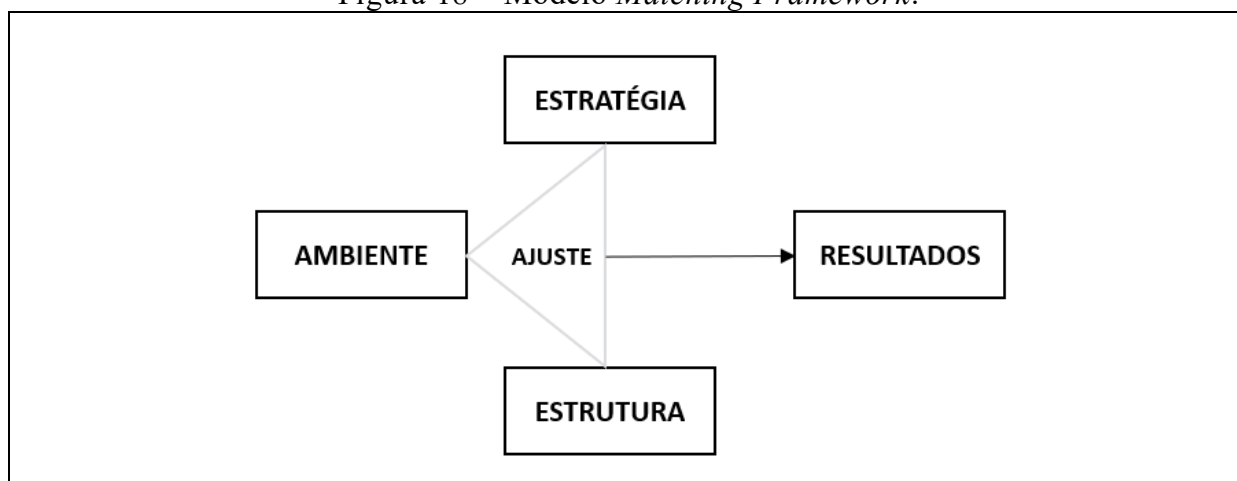 Figura 18 – Modelo Matching Framework.
ESTRATÉGIA
AMBIENTE
AJUSTE
RESULTADOS
ESTRUTURA